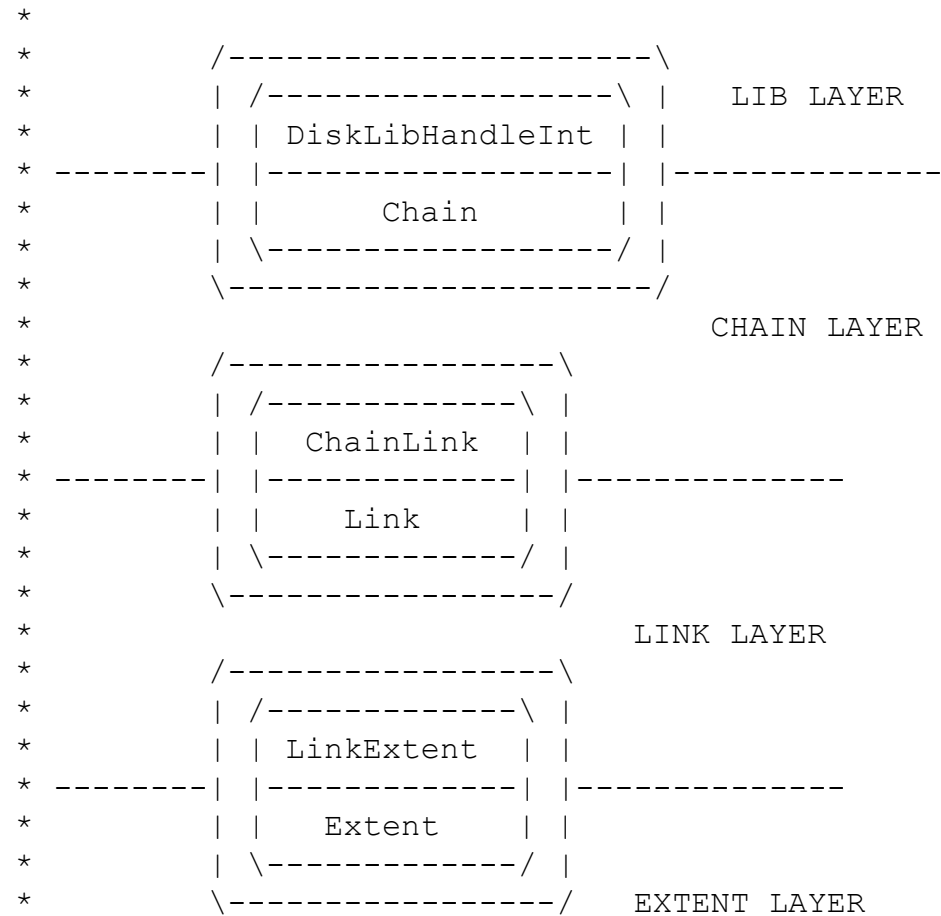 *
*          /----------------------\
*          | /------------------\ |   LIB LAYER
*          | | DiskLibHandleInt | |
* --------| |------------------| |--------------
*          | |      Chain       | |
*          | \------------------/ |
*          \----------------------/
*                                    CHAIN LAYER
*          /-----------------\
*          | /-------------\ |
*          | |  ChainLink  | |
* --------| |-------------| |--------------
*          | |    Link     | |
*          | \-------------/ |
*          \-----------------/
*                                LINK LAYER
*          /-----------------\
*          | /-------------\ |
*          | | LinkExtent  | |
* --------| |-------------| |--------------
*          | |   Extent    | |
*          | \-------------/ |
*          \-----------------/   EXTENT LAYER